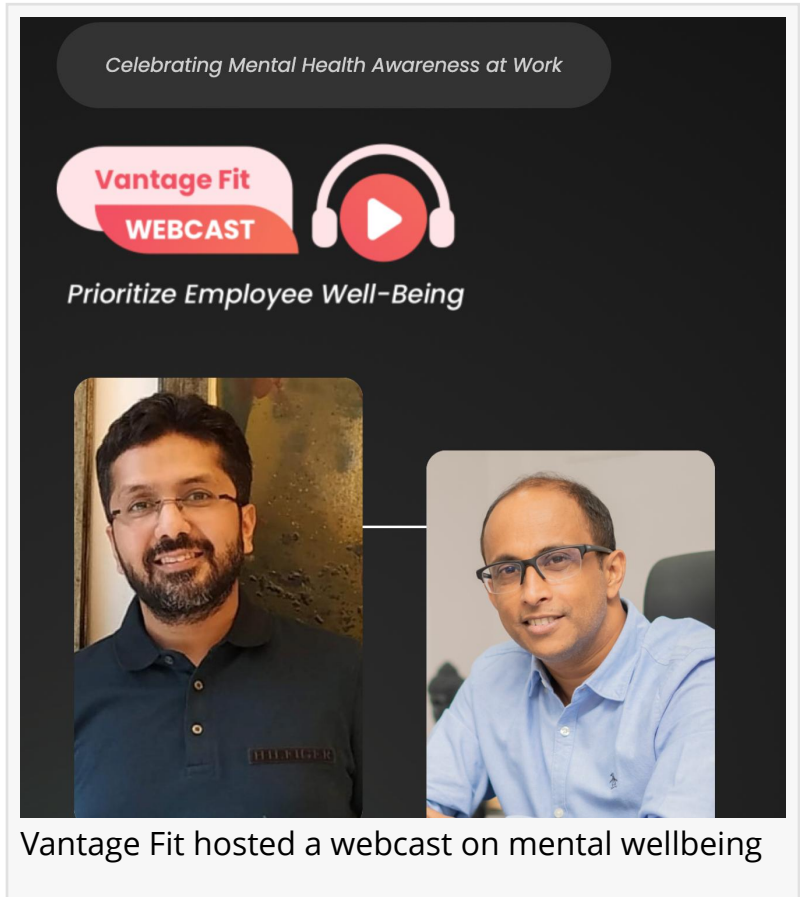 Celebrating Mental Health Awareness at Work
Vantage Fit
WEBCAST
Prioritize Employee Well-Being
HILFIGER
Vantage Fit hosted a webcast on mental wellbeing